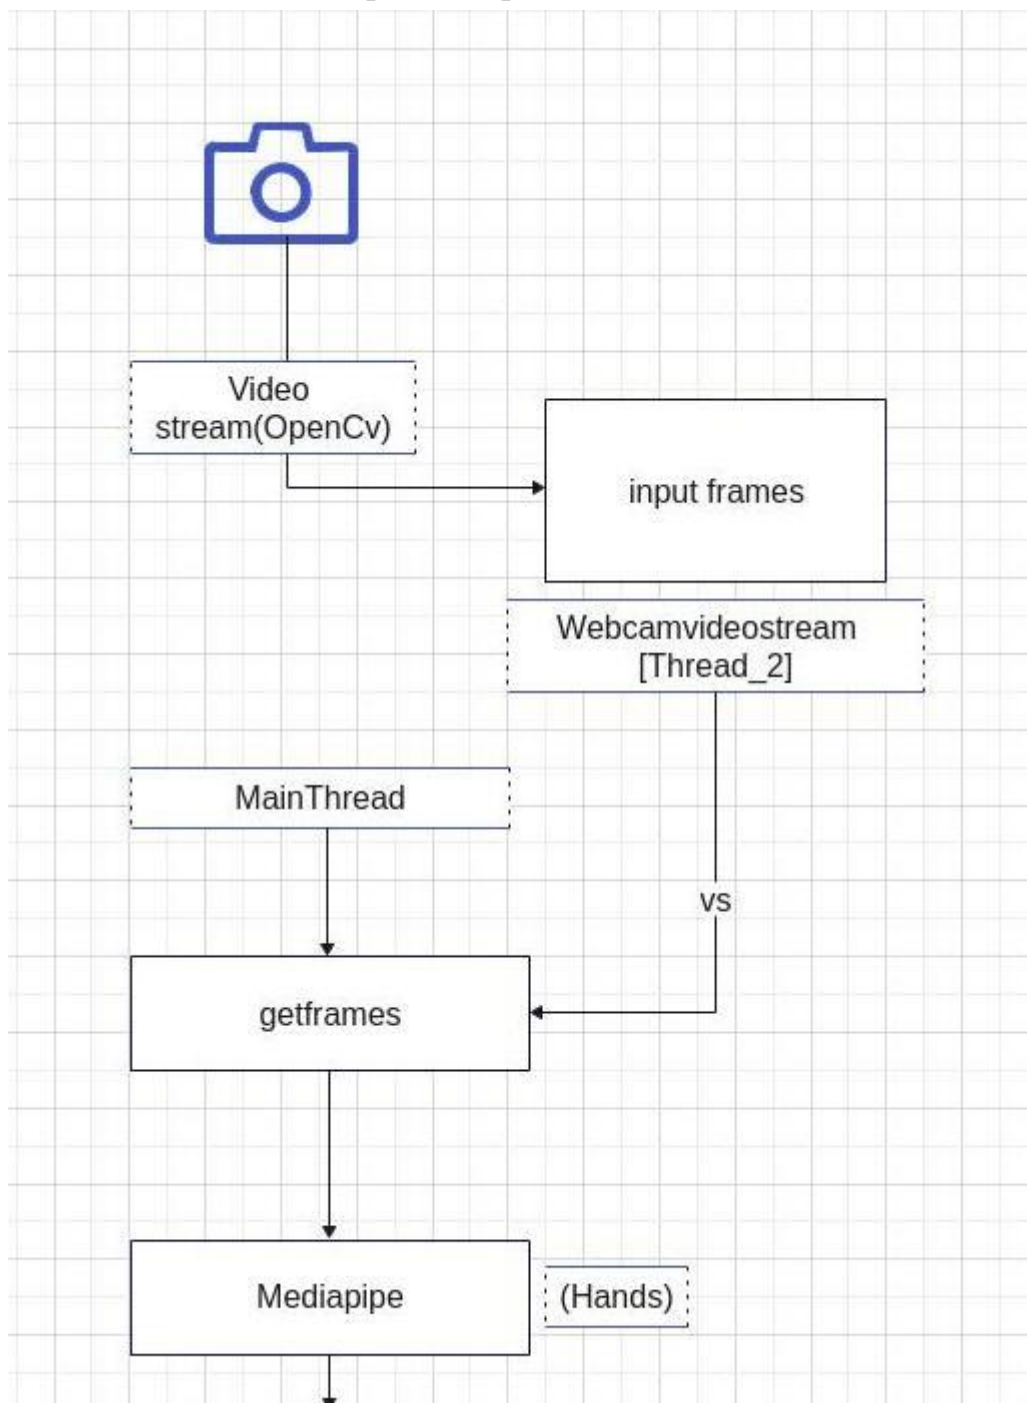 Video
stream(OpenCv)
input frames
Webcamvideostream
[Thread_2]
MainThread
vs
getframes
Mediapipe
(Hands)